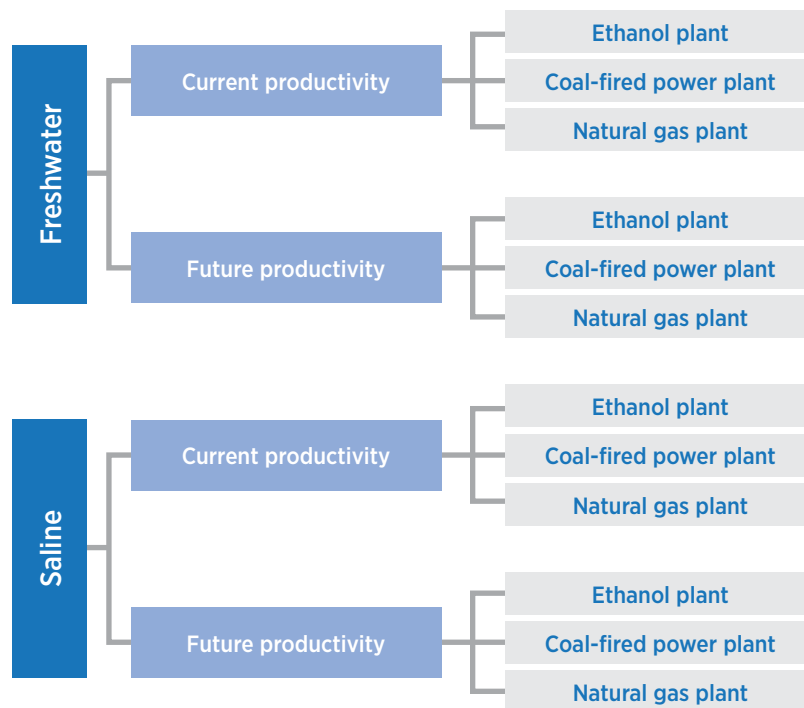 Freshwater
Current productivity
Ethanol plant
Coal-fired power plant
Natural gas plant
Future productivity
Ethanol plant
Coal-fired power plant
Natural gas plant
Saline
Current productivity
Ethanol plant
Coal-fired power plant
Natural gas plant
Future productivity
Ethanol plant
Coal-fired power plant
Natural gas plant